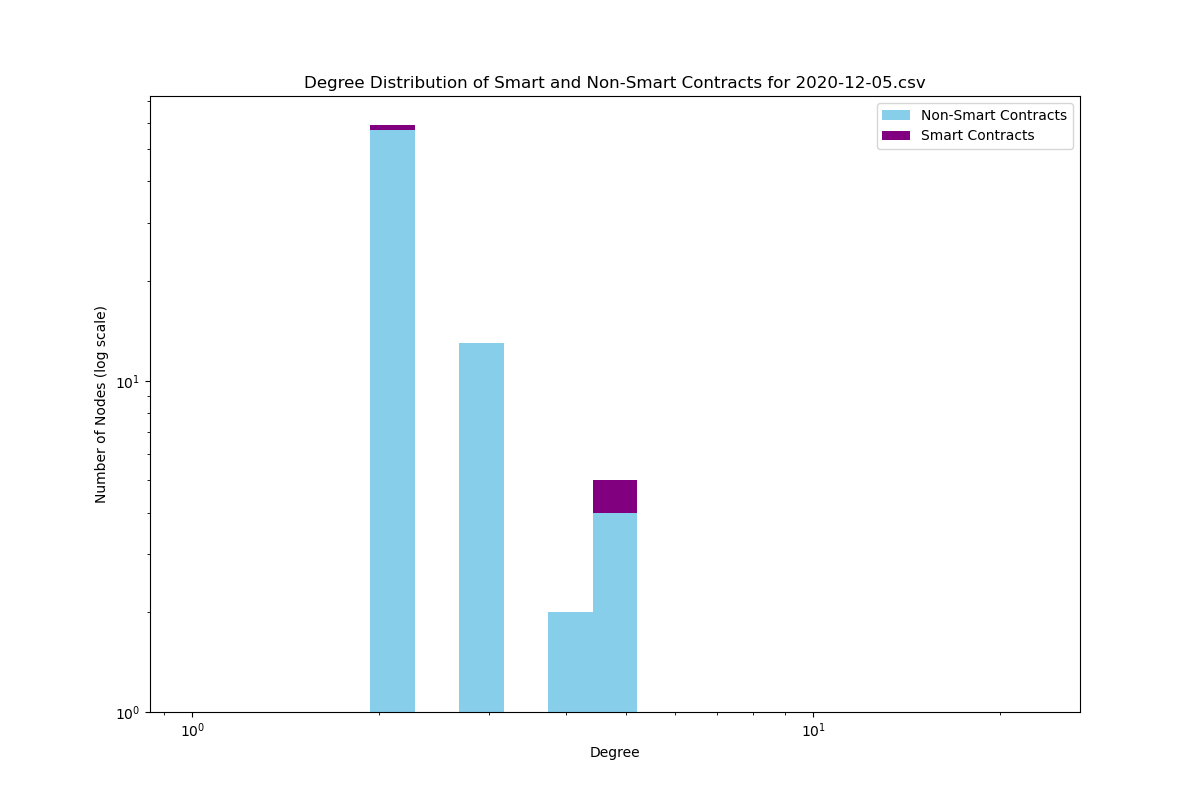 Degree Distribution of Smart and Non-Smart Contracts for 2020-12-05.csv
Non-Smart Contracts
Smart Contracts
Number of Nodes (log scale)
10¹
10⁰
10⁰ 10¹
Degree